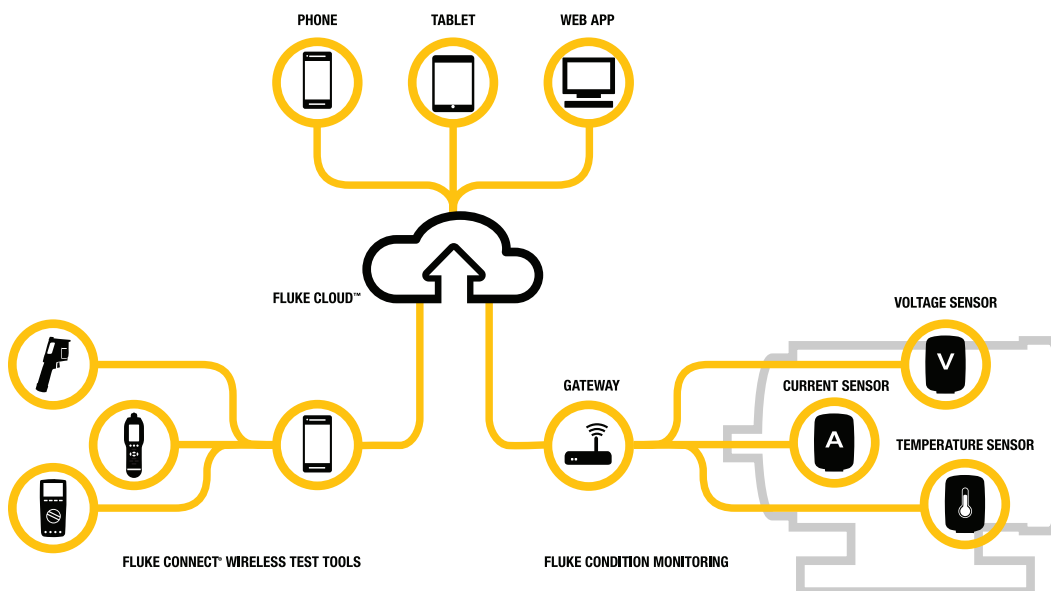 PHONE
TABLET
WEB APP
FLUKE CLOUD™
VOLTAGE SENSOR
V
GATEWAY
CURRENT SENSOR
A
TEMPERATURE SENSOR
FLUKE CONNECT® WIRELESS TEST TOOLS
FLUKE CONDITION MONITORING